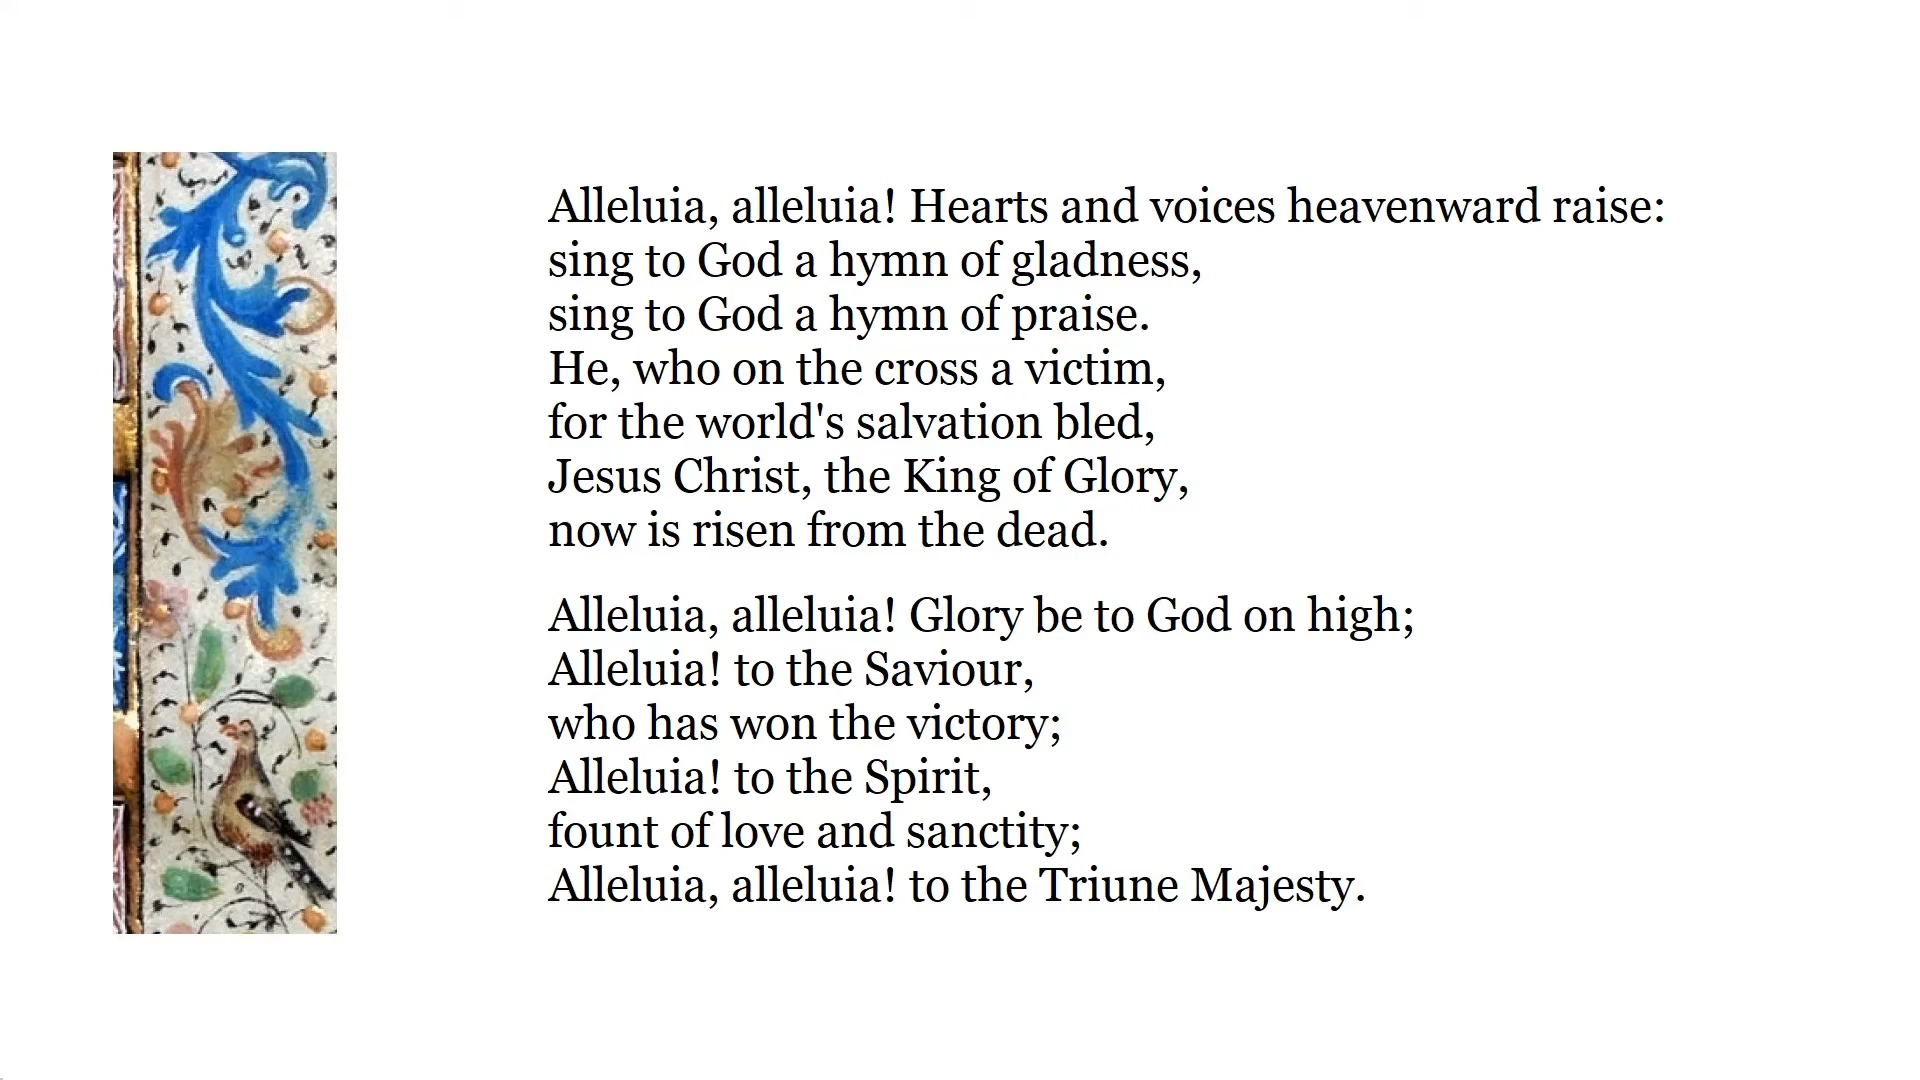 Alleluia, alleluia! Hearts and voices heavenward raise:
sing to God a hymn of gladness,
sing to God a hymn of praise.
He, who on the cross a victim,
for the world's salvation bled,
Jesus Christ, the King of Glory,
now is risen from the dead.
Alleluia, alleluia! Glory be to God on high;
Alleluia! to the Saviour,
who has won the victory;
Alleluia! to the Spirit,
fount of love and sanctity;
Alleluia, alleluia! to the Triune Majesty.